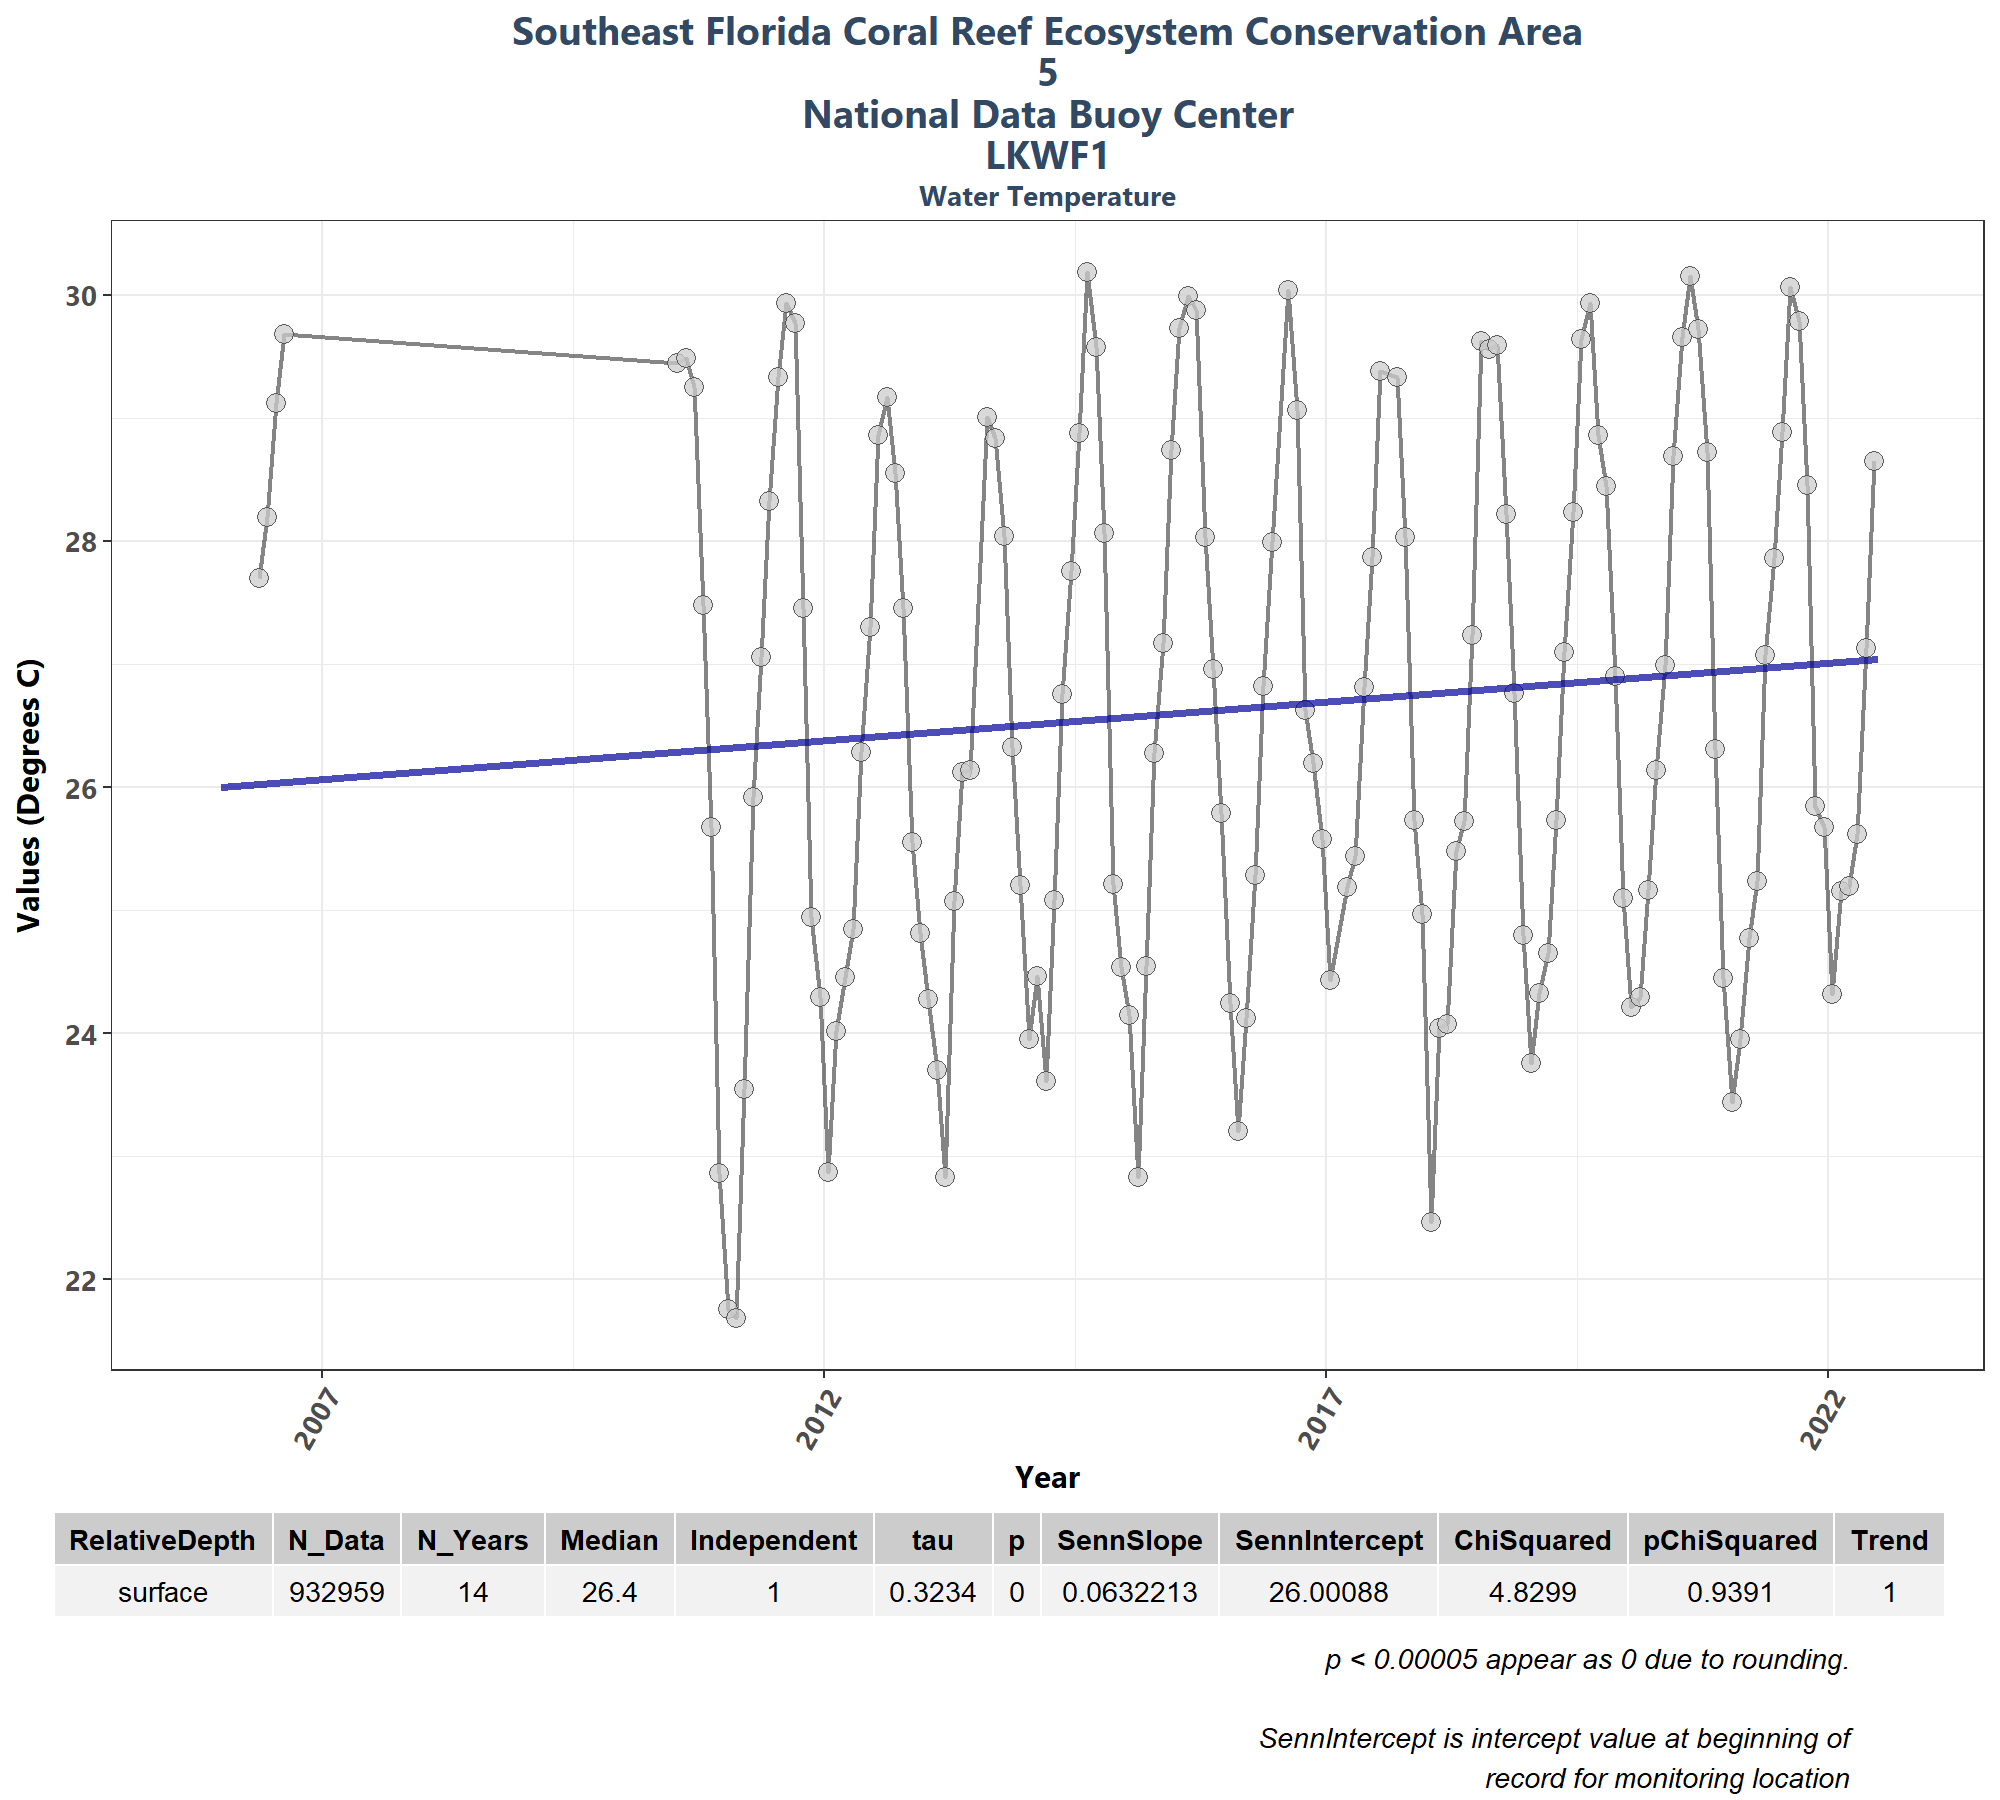 Southeast Florida Coral Reef Ecosystem Conservation Area
5
National Data Buoy Center
LKWF1
Water Temperature
Values (Degrees C)
30
28
26
24
22
2007 2012 2017 2022
Year
RelativeDepth N_Data N_Years Median Independent tau p SennSlope SennIntercept ChiSquared pChiSquared Trend
surface 932959 14 26.4 1 0.3234 0 0.0632213 26.00088 4.8299 0.9391 1
p < 0.00005 appear as 0 due to rounding.
SennIntercept is intercept value at beginning of
record for monitoring location